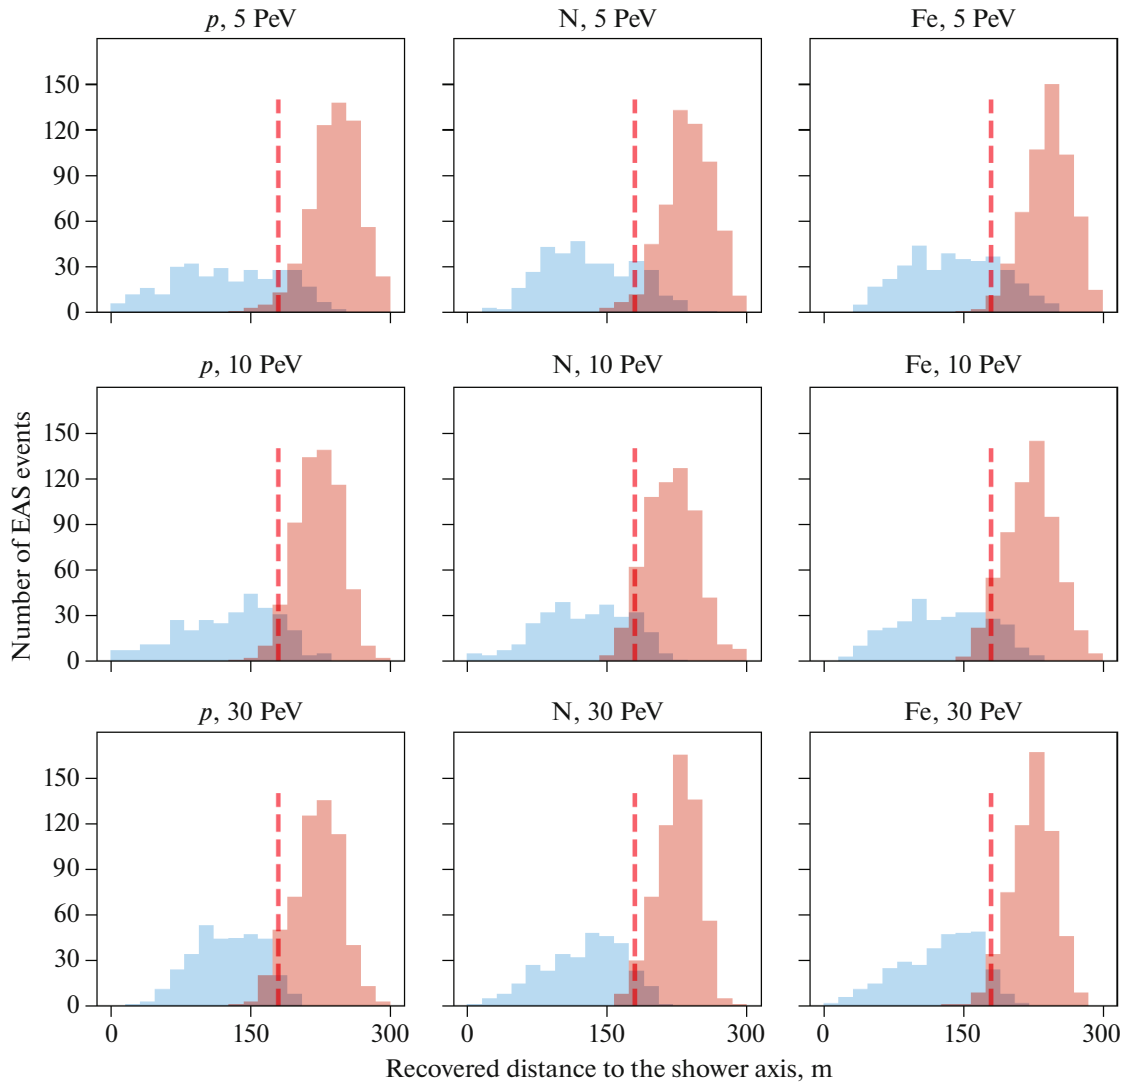 p, 5 PeV
N, 5 PeV
Fe, 5 PeV
150
120
90
60
30
0
p, 10 PeV
N, 10 PeV
Fe, 10 PeV
150
120
90
60
30
0
Number of EAS events
p, 30 PeV
N, 30 PeV
Fe, 30 PeV
150
120
90
60
30
0
0 150 300
0 150 300
0 150 300
Recovered distance to the shower axis, m